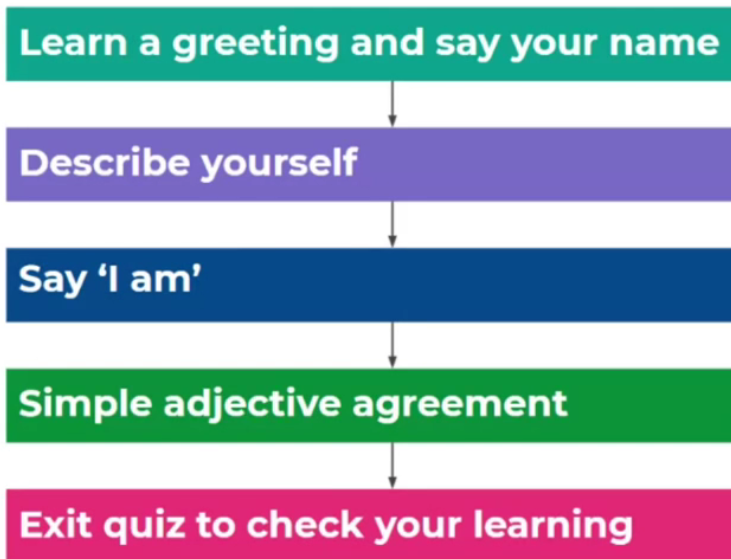 Learn a greeting and say your name
Describe yourself
Say ‘I am’
Simple adjective agreement
Exit quiz to check your learning